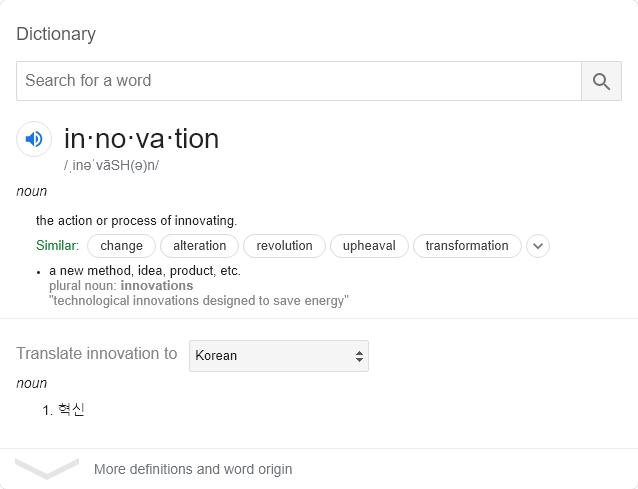 Dictionary
Search for a word
in·no·va·tion
/ˌinəˈvāSH(ə)n/
noun
the action or process of innovating.
Similar: change alteration revolution upheaval transformation
• a new method, idea, product, etc.
plural noun: innovations
"technological innovations designed to save energy"
Translate innovation to Korean
noun
1. 혁신
More definitions and word origin